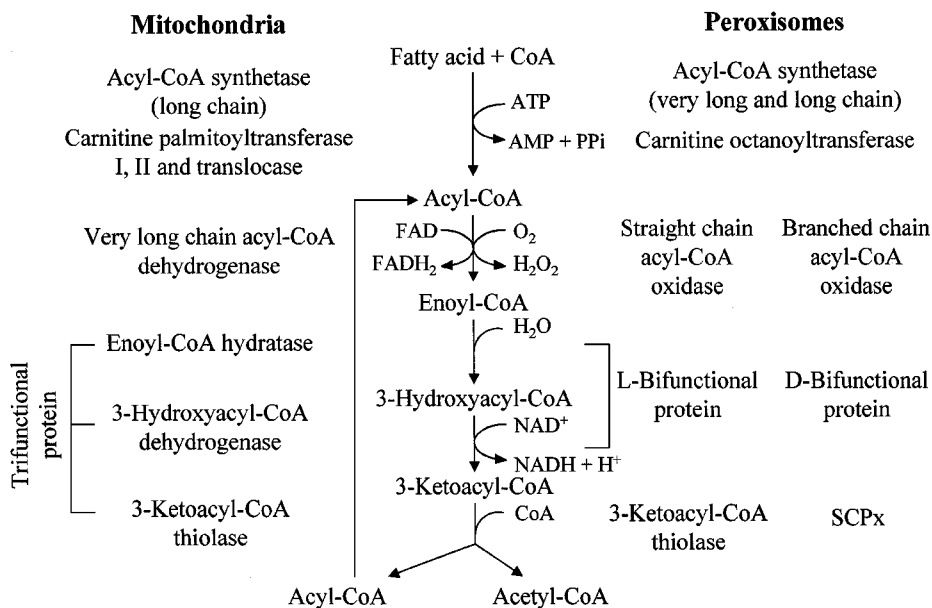 Mitochondria
Peroxisomes
Fatty acid + CoA
Acyl-CoA synthetase
(long chain)
Carnitine palmitoyltransferase
I, II and translocase
ATP
AMP + PPi
Acyl-CoA synthetase
(very long and long chain)
Carnitine octanoyltransferase
Acyl-CoA
Very long chain acyl-CoA
dehydrogenase
FAD
O₂
FADH₂
H₂O₂
Straight chain
acyl-CoA
oxidase
Branched chain
acyl-CoA
oxidase
Enoyl-CoA
H₂O
Trifunctional
protein
Enoyl-CoA hydratase
3-Hydroxyacyl-CoA
dehydrogenase
3-Ketoacyl-CoA
thiolase
3-Hydroxyacyl-CoA
NAD⁺
NADH + H⁺
L-Bifunctional
protein
D-Bifunctional
protein
3-Ketoacyl-CoA
CoA
3-Ketoacyl-CoA
thiolase
SCPx
Acyl-CoA
Acetyl-CoA